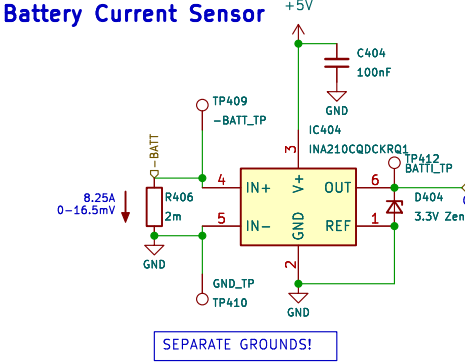 Battery Current Sensor
+5V
C404
100nF
GND
TP409
-BATT_TP
IC404
INA210CQDCKRQ1
TP412
BATTI_TP
-BATT
3
V+
4
IN+
OUT
6
8.25A
0-16.5mV
R406
2m
D404
3.3V Zen
5
IN-
GND
REF
1
GND
2
GND_TP
TP410
GND
SEPARATE GROUNDS!